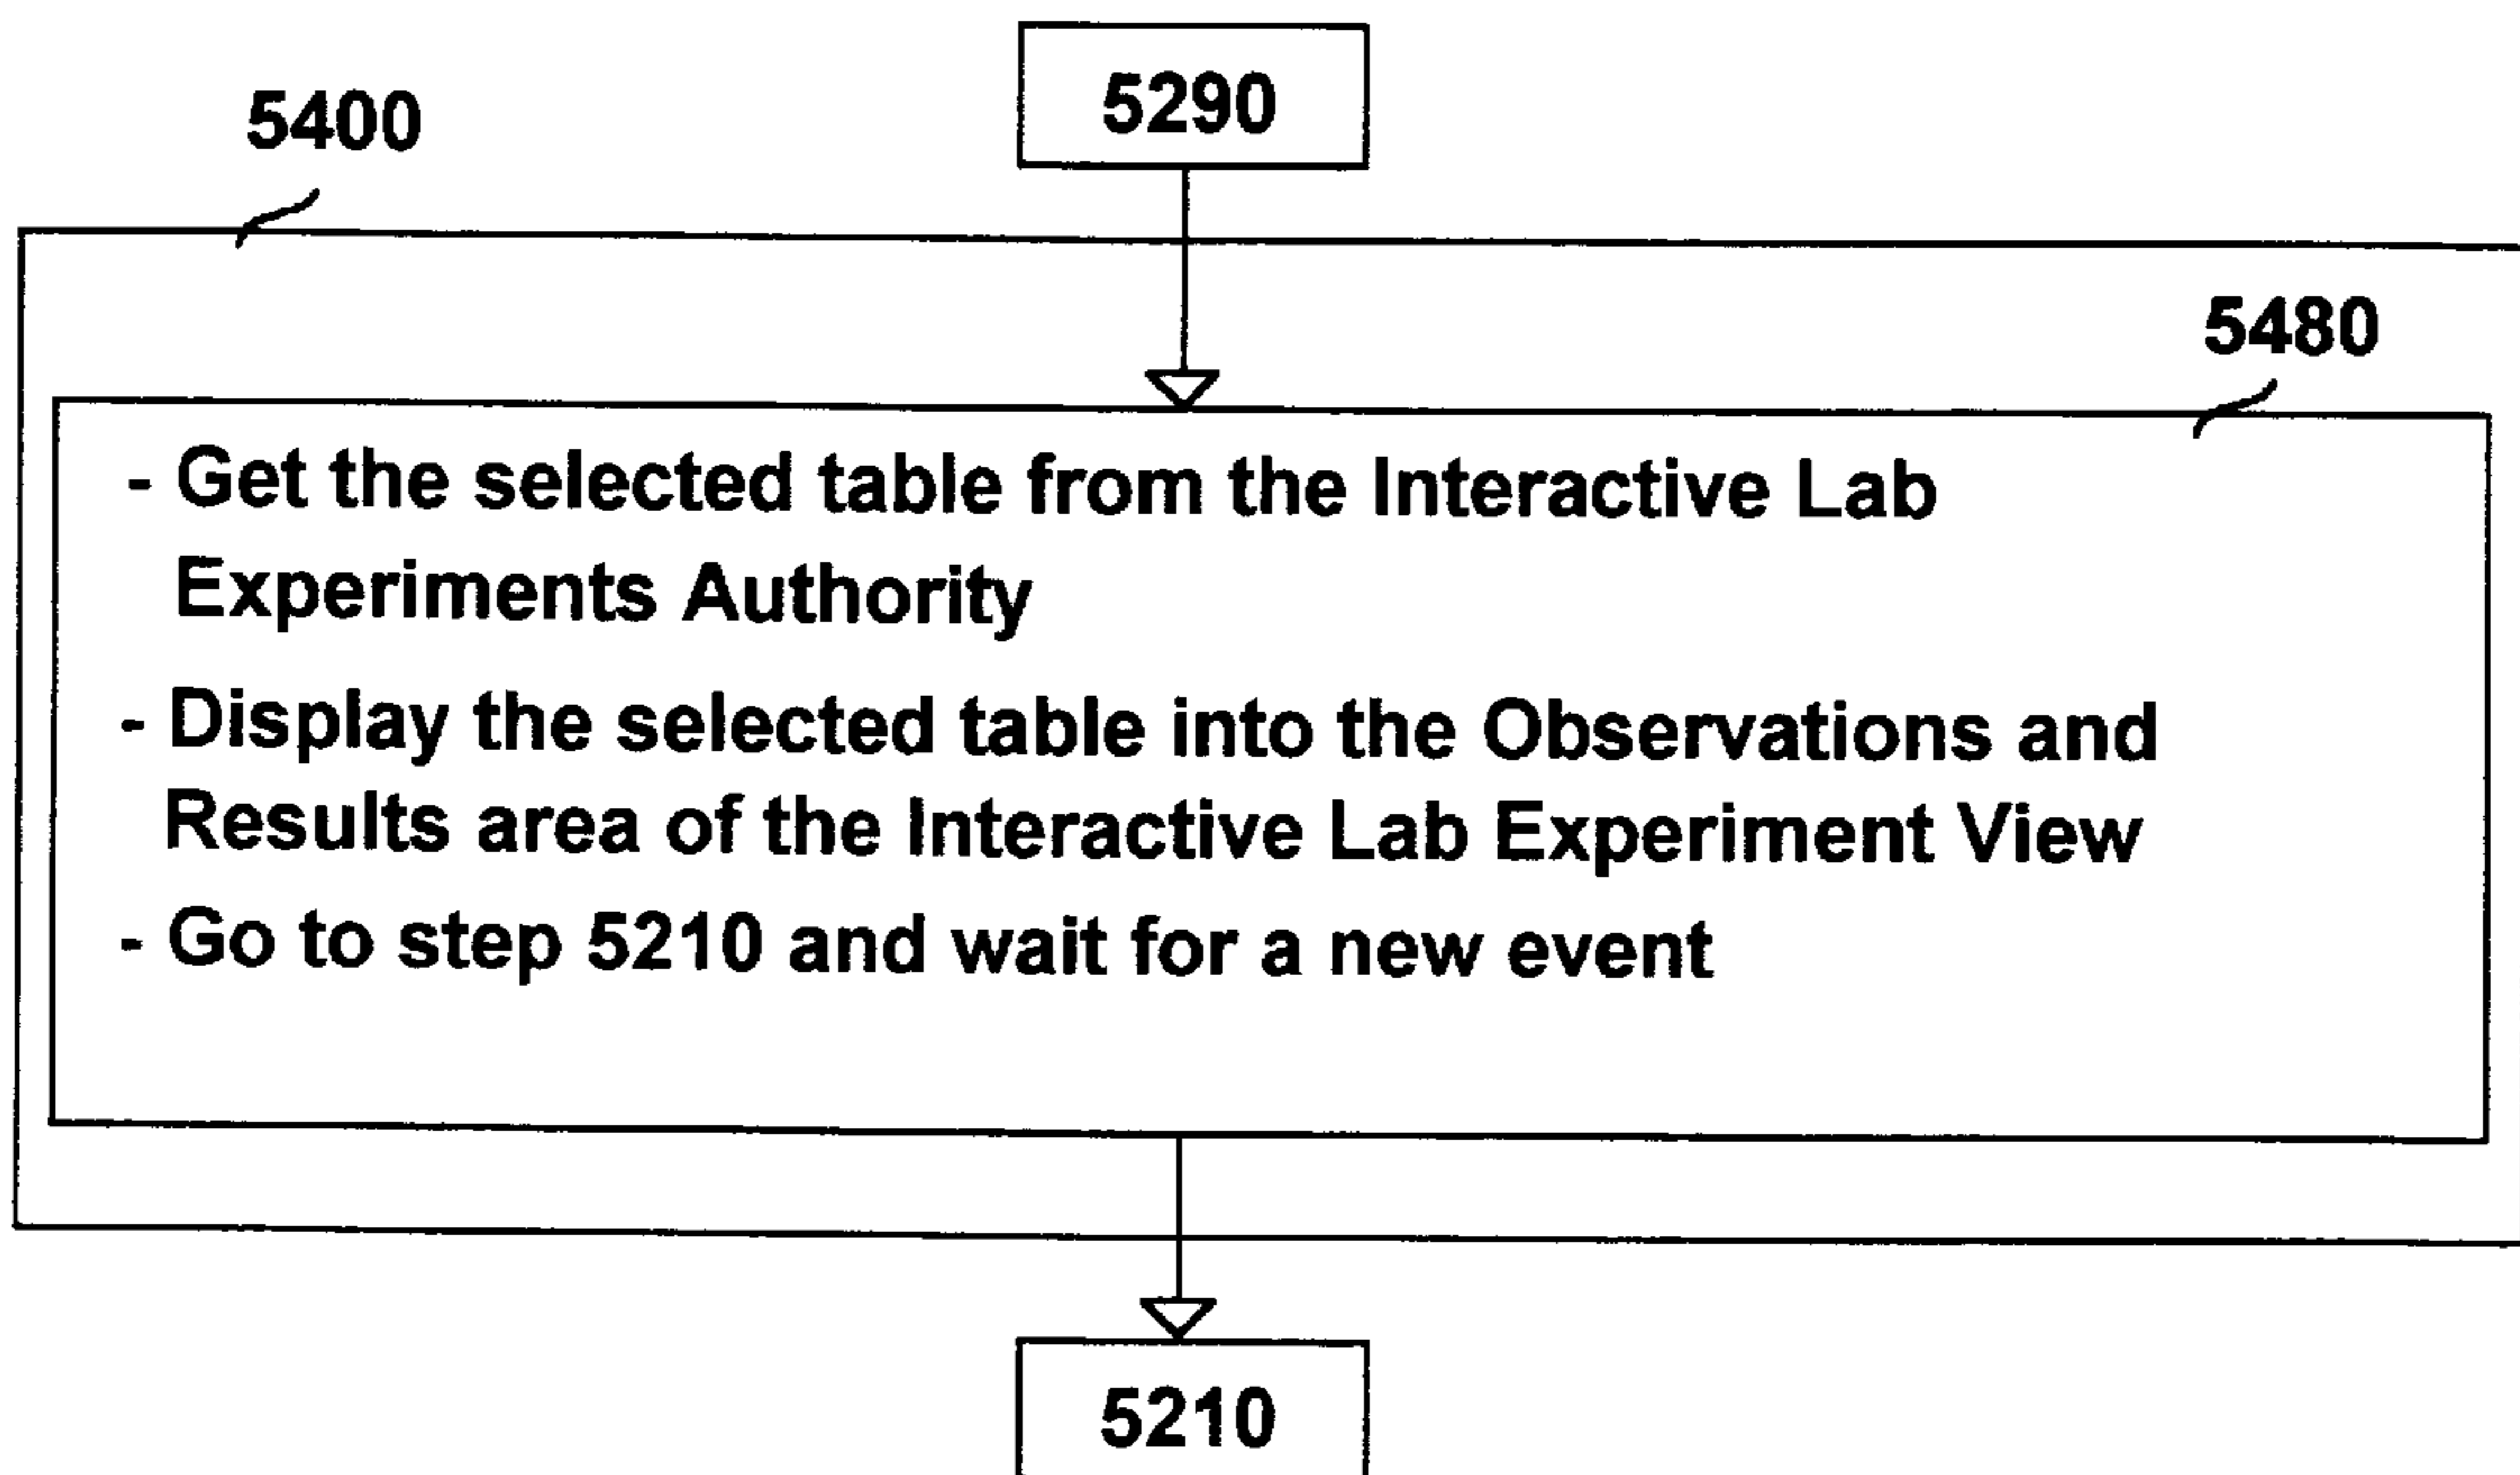 5290
5400
5480
- Get the selected table from the Interactive Lab
Experiments Authority
- Display the selected table into the Observations and
Results area of the Interactive Lab Experiment View
- Go to step 5210 and wait for a new event
5210